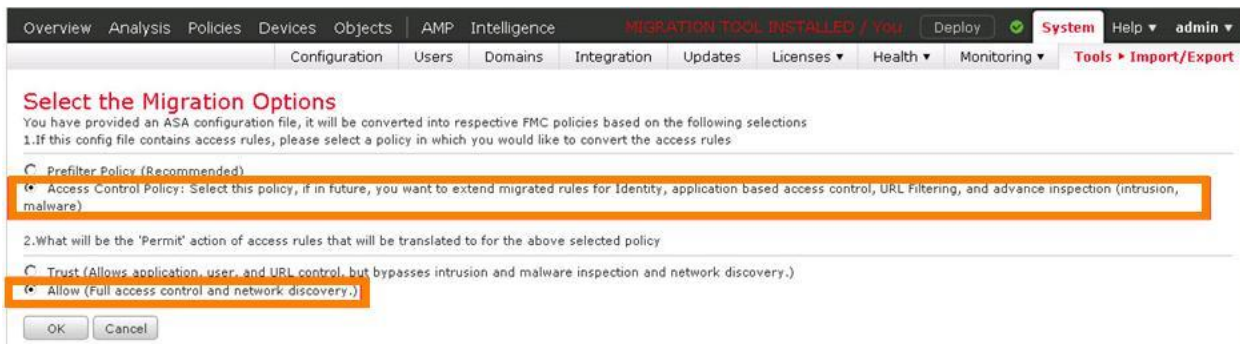 Overview Analysis Policies Devices Objects AMP Intelligence MIGRATION TOOL INSTALLED / You Deploy System Help ▾ admin ▾
Configuration Users Domains Integration Updates Licenses ▾ Health ▾ Monitoring ▾ Tools ▸ Import/Export
Select the Migration Options
You have provided an ASA configuration file, it will be converted into respective FMC policies based on the following selections
1.If this config file contains access rules, please select a policy in which you would like to convert the access rules
Prefilter Policy (Recommended)
Access Control Policy: Select this policy, if in future, you want to extend migrated rules for Identity, application based access control, URL Filtering, and advance inspection (intrusion,
malware)
2.What will be the 'Permit' action of access rules that will be translated to for the above selected policy
Trust (Allows application, user, and URL control, but bypasses intrusion and malware inspection and network discovery.)
Allow (Full access control and network discovery.)
OK Cancel